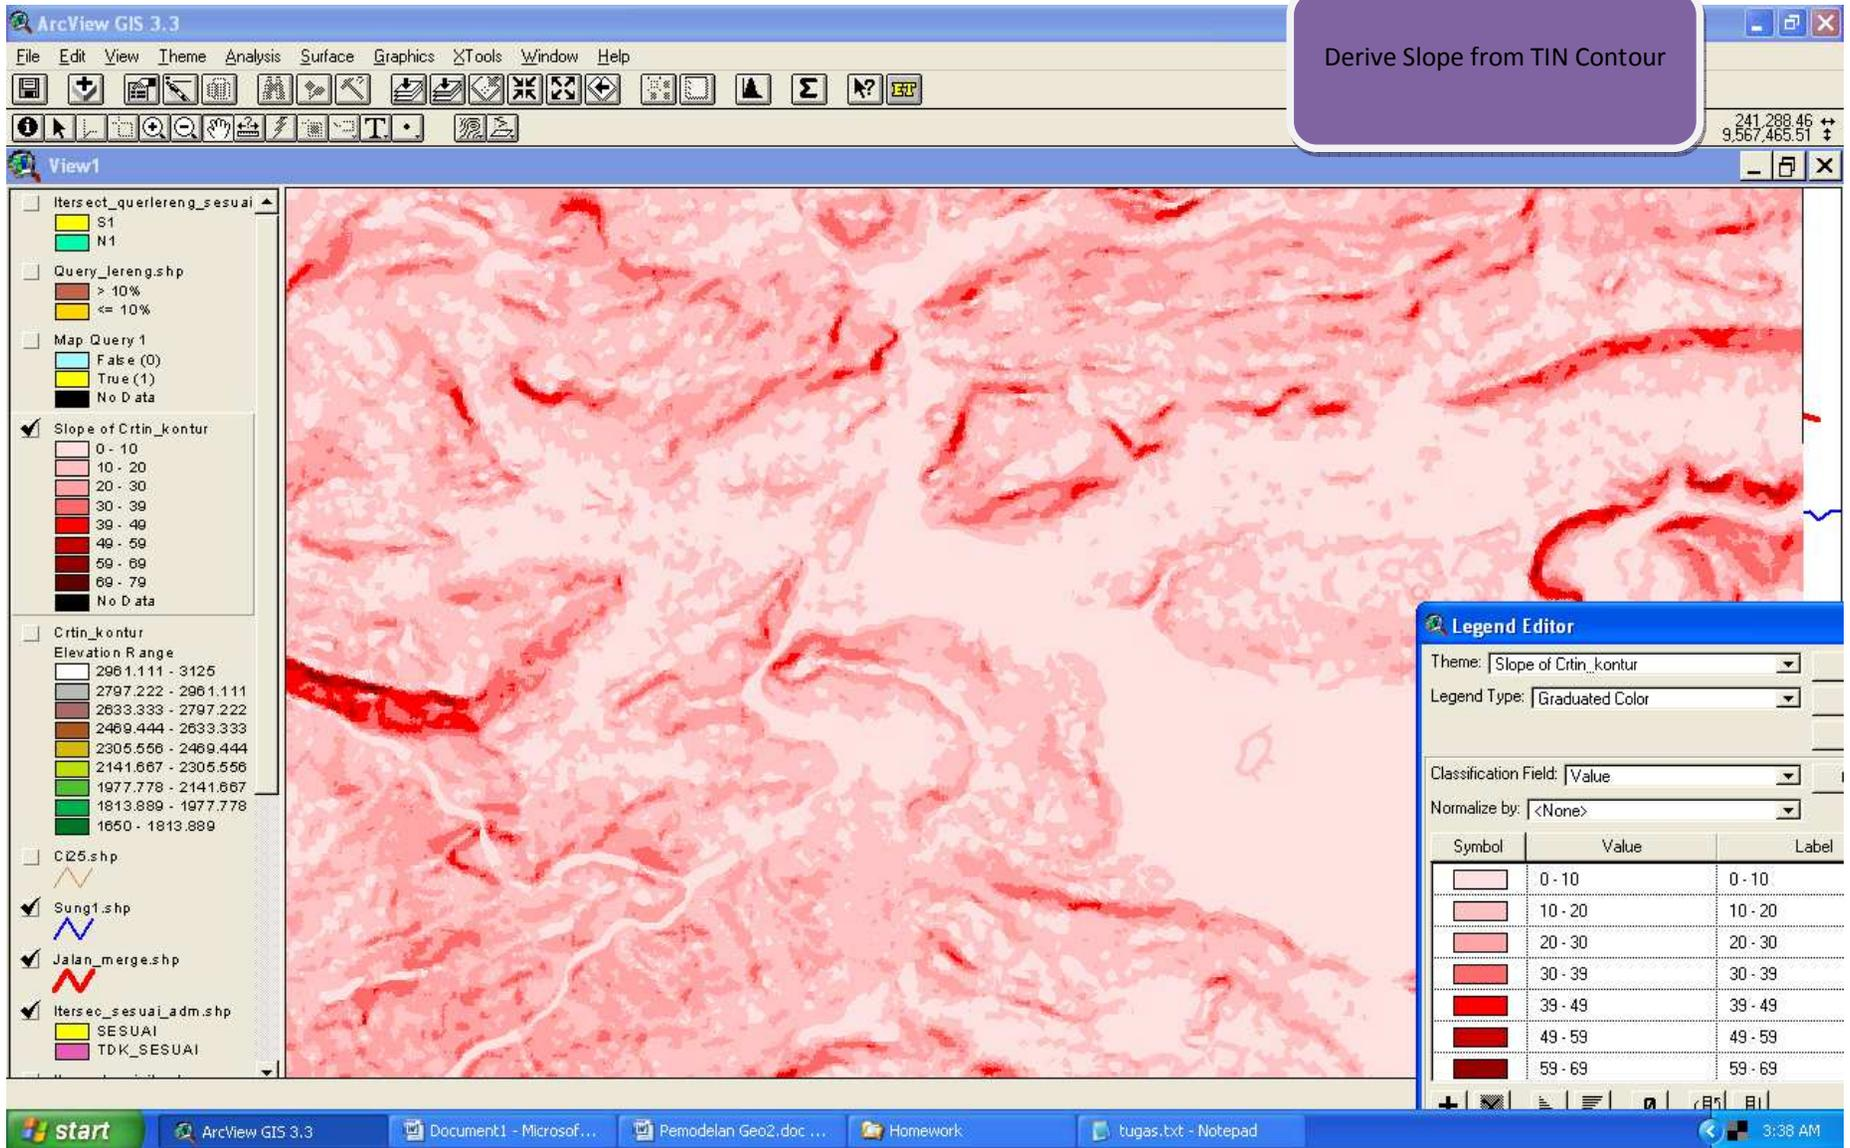 ArcView GIS 3.3
File Edit View Theme Analysis Surface Graphics XTools Window Help
Derive Slope from TIN Contour
ET
T
241,288.46
9,567,465.51
View1
Itersect_querlereng_sesuai
S1
N1
Query_lereng.shp
> 10%
<= 10%
Map Query 1
False (0)
True (1)
No Data
Slope of Crtin_kontur
0 - 10
10 - 20
20 - 30
30 - 39
39 - 49
49 - 59
59 - 69
69 - 79
No Data
Crtin_kontur
Elevation Range
2961.111 - 3125
2797.222 - 2961.111
2633.333 - 2797.222
2469.444 - 2633.333
2305.556 - 2469.444
2141.667 - 2305.556
1977.778 - 2141.667
1813.889 - 1977.778
1650 - 1813.889
Ci25.shp
Sung1.shp
Jalan_merge.shp
Itersec_sesuai_adm.shp
SESUAI
TDK_SESUAI
Legend Editor
Theme: Slope of Crtin_kontur
Legend Type: Graduated Color
Classification Field: Value
Normalize by: <None>
Symbol Value Label
0 - 10 0 - 10
10 - 20 10 - 20
20 - 30 20 - 30
30 - 39 30 - 39
39 - 49 39 - 49
49 - 59 49 - 59
59 - 69 59 - 69
start ArcView GIS 3.3 Document1 - Microsof... Pemodelan Geo2.doc ... Homework tugas.txt - Notepad 3:38 AM